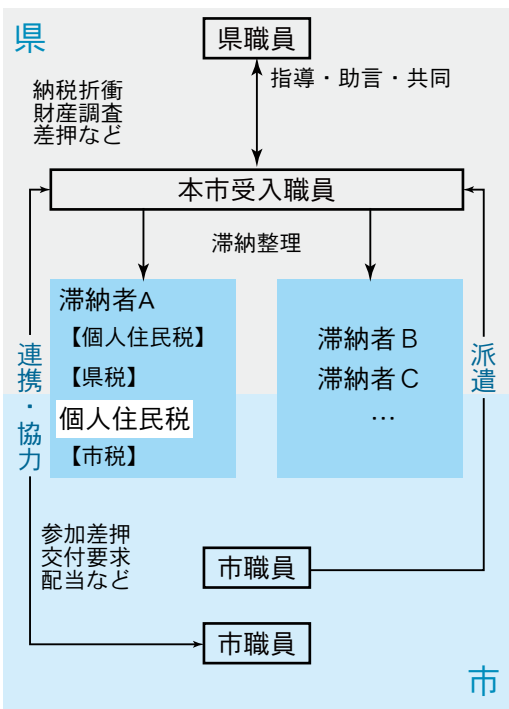 県
県職員
指導・助言・共同
納税折衝
財産調査
差押など
本市受入職員
滞納整理
滞納者A
【個人住民税】
【県税】
個人住民税
【市税】
滞納者B
滞納者C
…
連携・協力
派遣
参加差押
交付要求
配当など
市職員
市職員
市